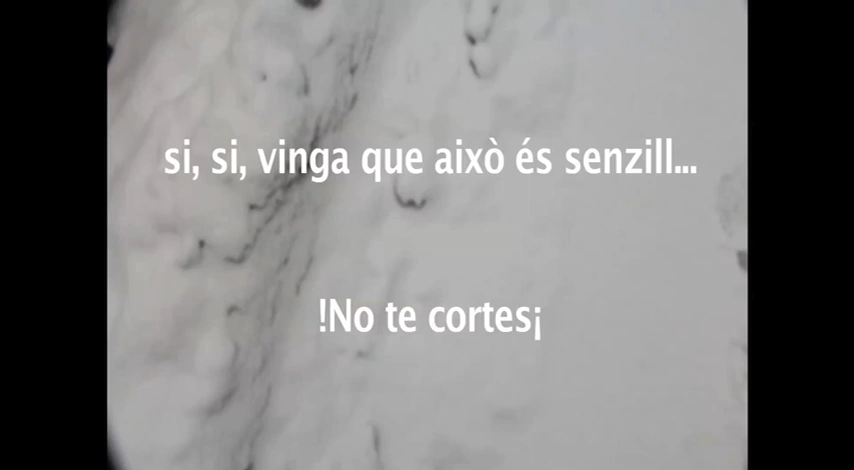 si, si, vinga que això és senzill...
!No te cortes¡